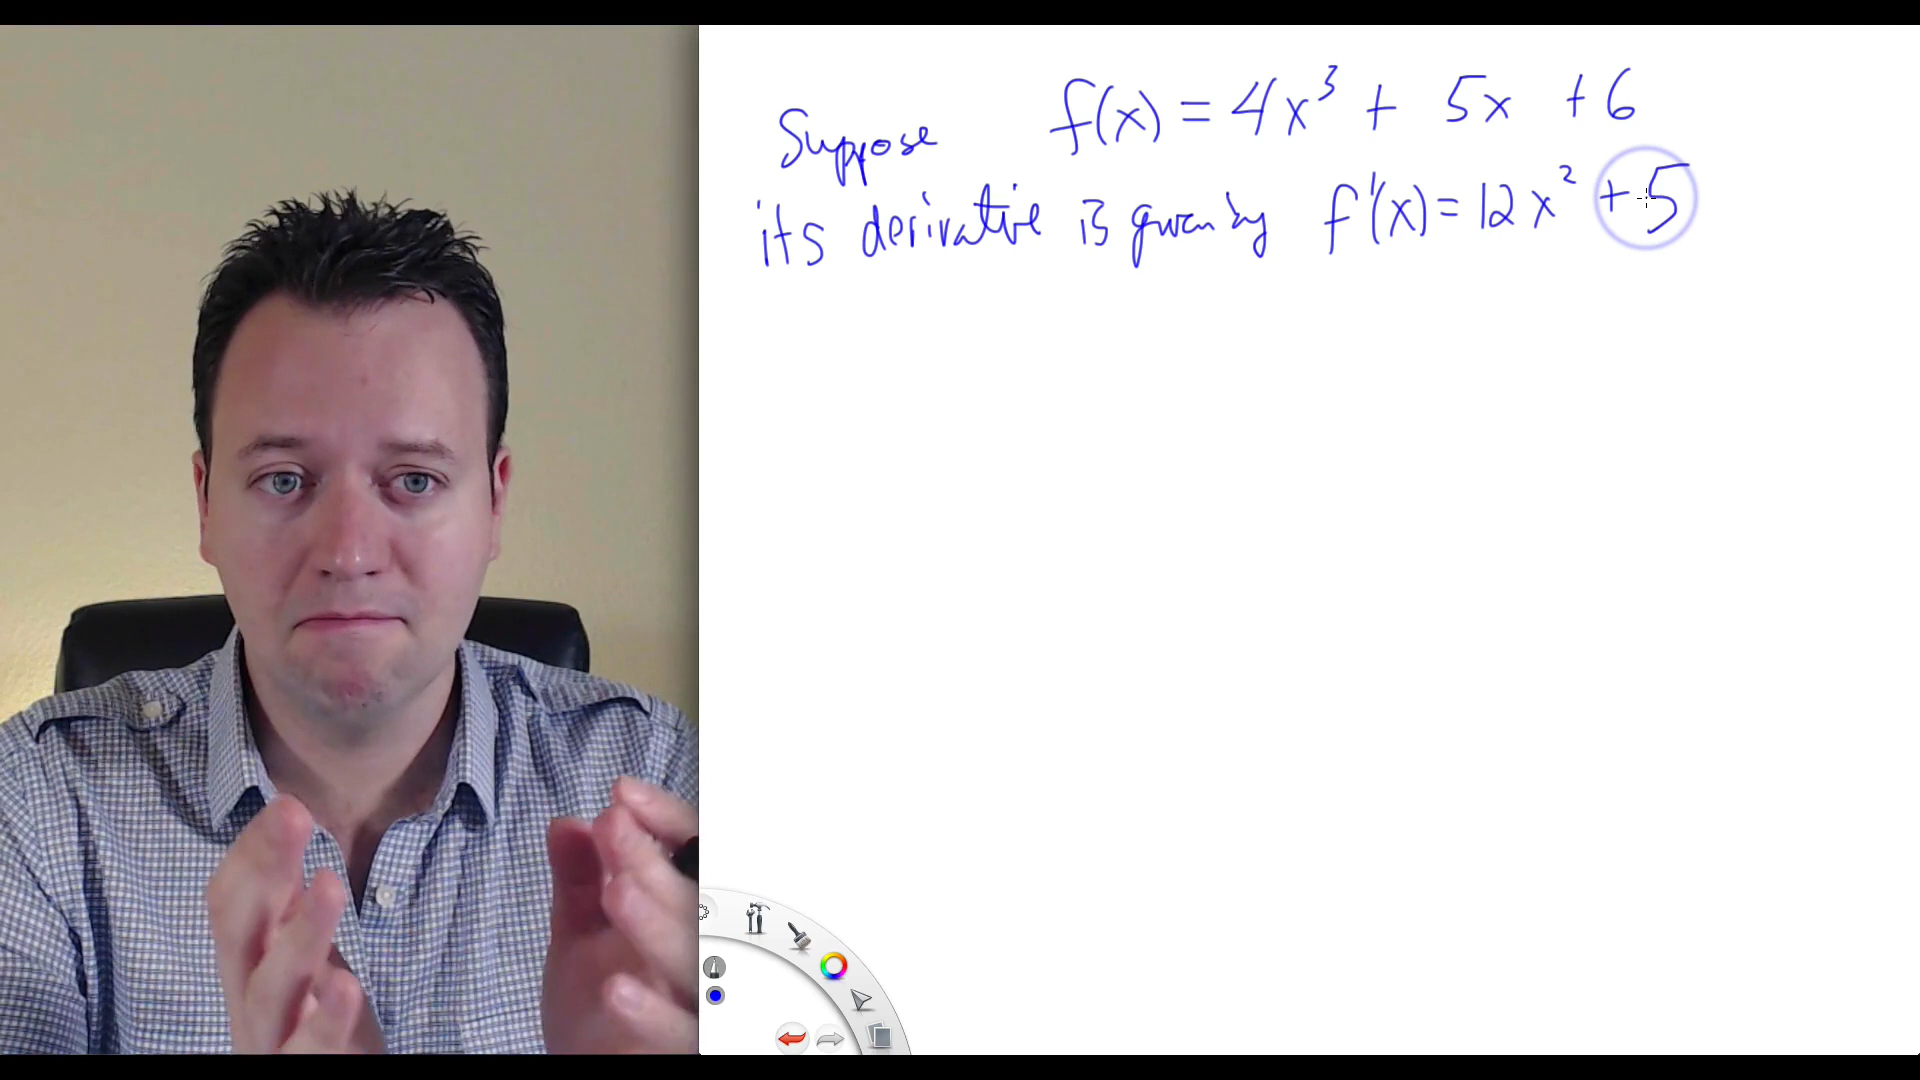 Suppose f(x) = 4x³ + 5x + 6
its derivative is given by f'(x) = 12x² + 5